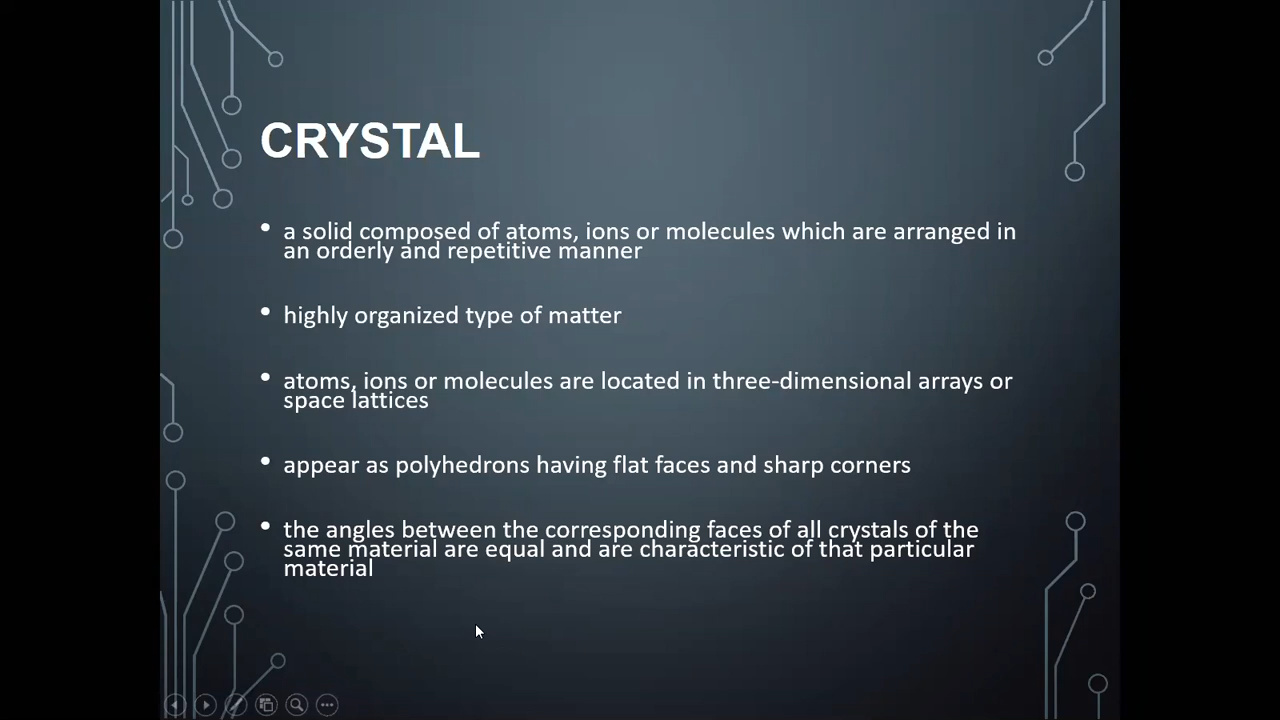 CRYSTAL
• a solid composed of atoms, ions or molecules which are arranged in
an orderly and repetitive manner
• highly organized type of matter
• atoms, ions or molecules are located in three-dimensional arrays or
space lattices
• appear as polyhedrons having flat faces and sharp corners
• the angles between the corresponding faces of all crystals of the
same material are equal and are characteristic of that particular
material